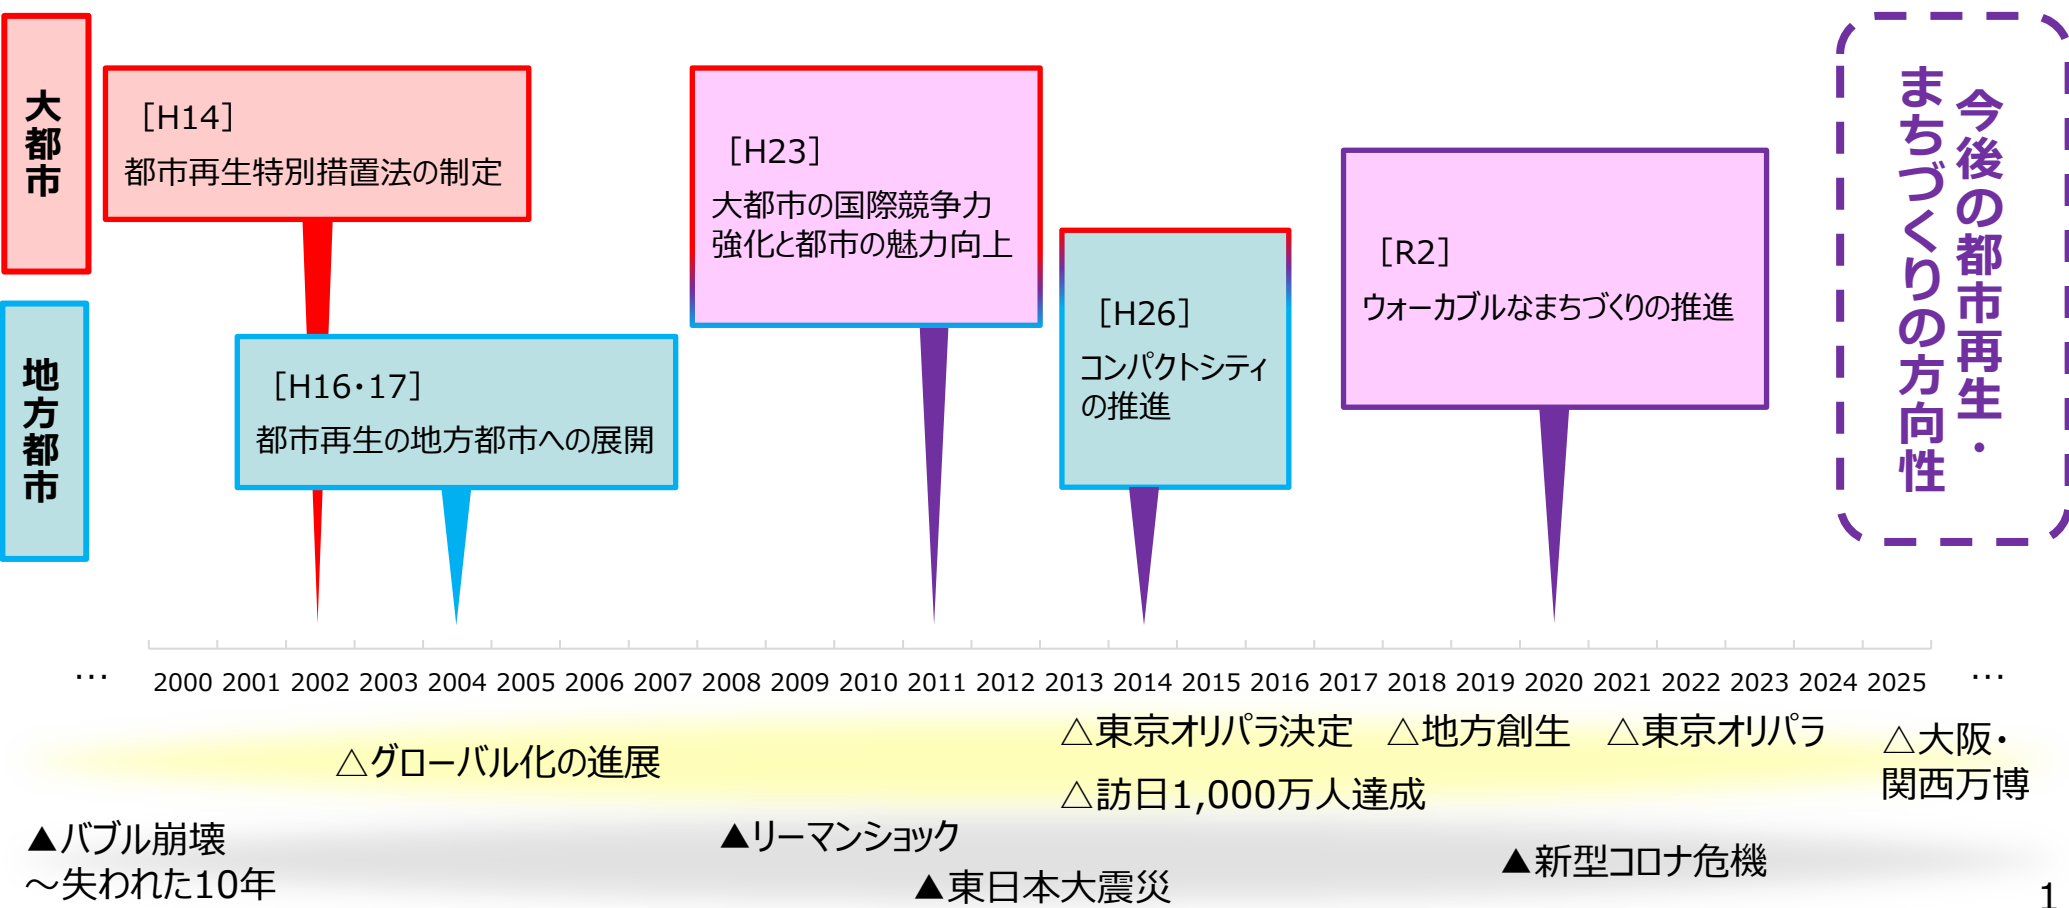 大都市
地方都市
［H14］
都市再生特別措置法の制定
［H16・17］
都市再生の地方都市への展開
［H23］
大都市の国際競争力
強化と都市の魅力向上
［H26］
コンパクトシティ
の推進
［R2］
ウォーカブルなまちづくりの推進
今後の都市再生・
まちづくりの方向性
… 2000 2001 2002 2003 2004 2005 2006 2007 2008 2009 2010 2011 2012 2013 2014 2015 2016 2017 2018 2019 2020 2021 2022 2023 2024 2025 …
△グローバル化の進展
△東京オリパラ決定
△地方創生
△東京オリパラ
△大阪・
関西万博
△訪日1,000万人達成
▲バブル崩壊
～失われた10年
▲リーマンショック
▲東日本大震災
▲新型コロナ危機
1